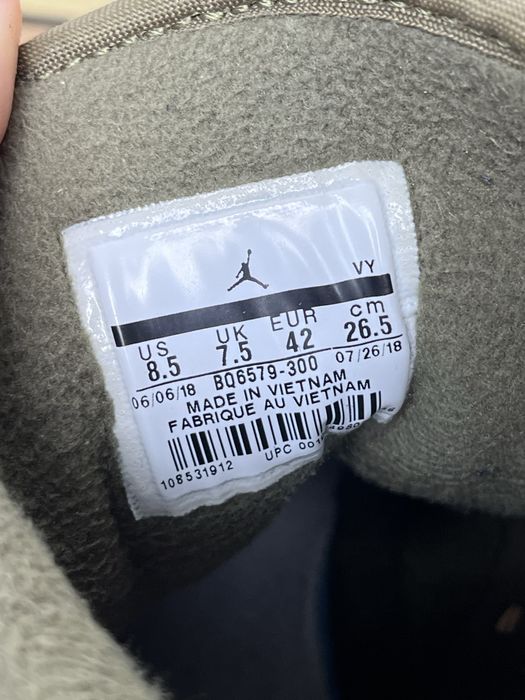 VY
US UK EUR cm
8.5 7.5 42 26.5
06/06/18 BQ6579-300 07/26/18
MADE IN VIETNAM
FABRIQUE AU VIETNAM
108531912 UPC